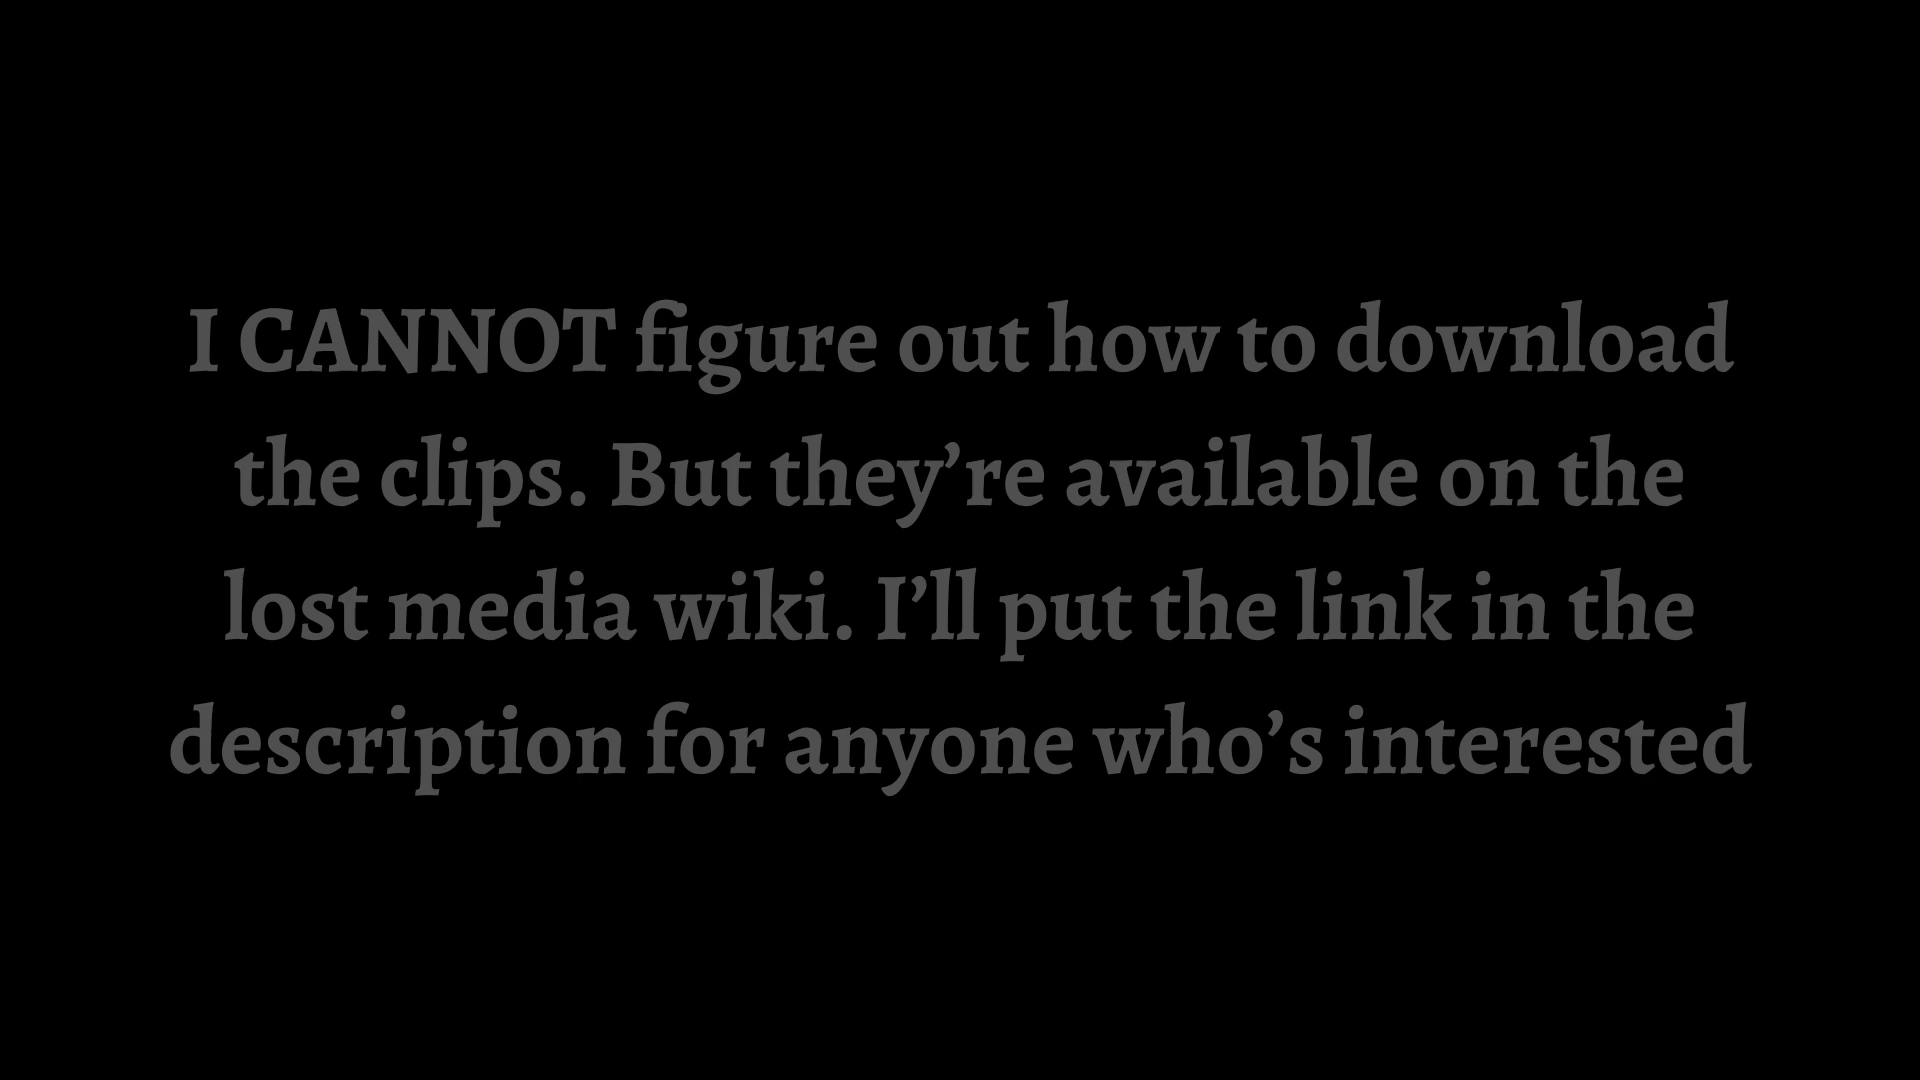 I CANNOT figure out how to download
the clips. But they’re available on the
lost media wiki. I’ll put the link in the
description for anyone who’s interested